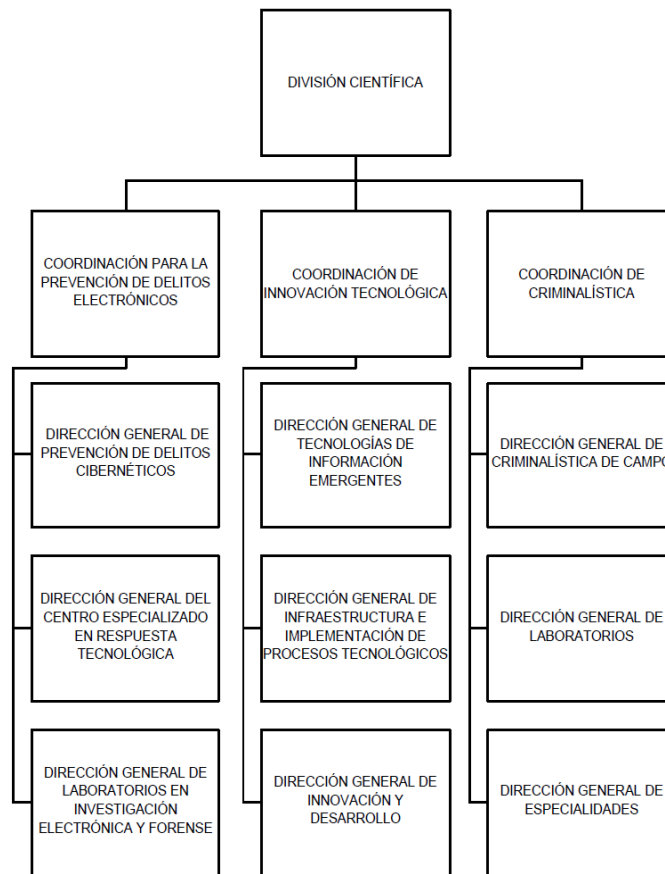 DIVISIÓN CIENTÍFICA
COORDINACIÓN PARA LA
PREVENCIÓN DE DELITOS
ELECTRÓNICOS
COORDINACIÓN DE
INNOVACIÓN TECNOLÓGICA
COORDINACIÓN DE
CRIMINALÍSTICA
DIRECCIÓN GENERAL DE
PREVENCIÓN DE DELITOS
CIBERNÉTICOS
DIRECCIÓN GENERAL DE
TECNOLOGÍAS DE
INFORMACIÓN
EMERGENTES
DIRECCIÓN GENERAL DE
CRIMINALÍSTICA DE CAMPO
DIRECCIÓN GENERAL DEL
CENTRO ESPECIALIZADO
EN RESPUESTA
TECNOLÓGICA
DIRECCIÓN GENERAL DE
INFRAESTRUCTURA E
IMPLEMENTACIÓN DE
PROCESOS TECNOLÓGICOS
DIRECCIÓN GENERAL DE
LABORATORIOS
DIRECCIÓN GENERAL DE
LABORATORIOS EN
INVESTIGACIÓN
ELECTRÓNICA Y FORENSE
DIRECCIÓN GENERAL DE
INNOVACIÓN Y
DESARROLLO
DIRECCIÓN GENERAL DE
ESPECIALIDADES